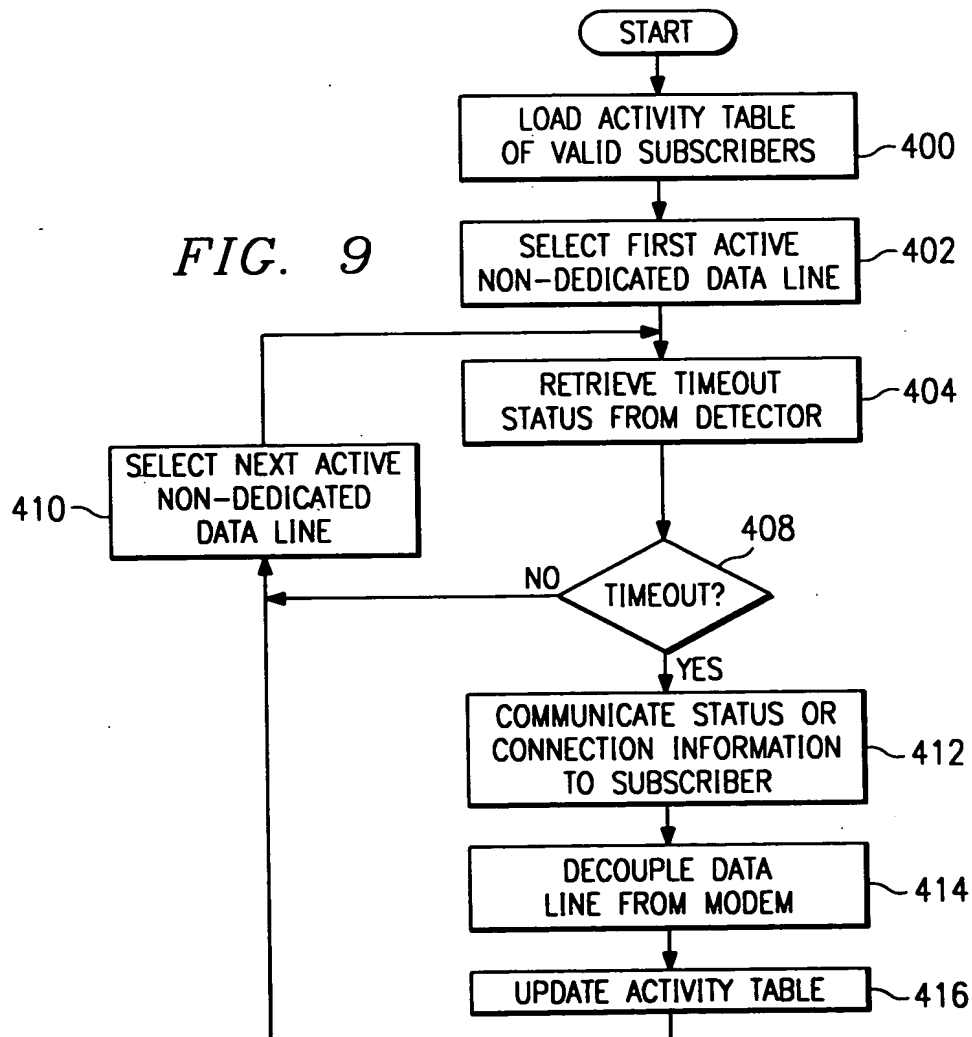 START
LOAD ACTIVITY TABLE
OF VALID SUBSCRIBERS
400
FIG. 9
SELECT FIRST ACTIVE
NON-DEDICATED DATA LINE
402
RETRIEVE TIMEOUT
STATUS FROM DETECTOR
404
SELECT NEXT ACTIVE
NON-DEDICATED
DATA LINE
410
408
NO
TIMEOUT?
YES
COMMUNICATE STATUS OR
CONNECTION INFORMATION
TO SUBSCRIBER
412
DECOUPLE DATA
LINE FROM MODEM
414
UPDATE ACTIVITY TABLE
416